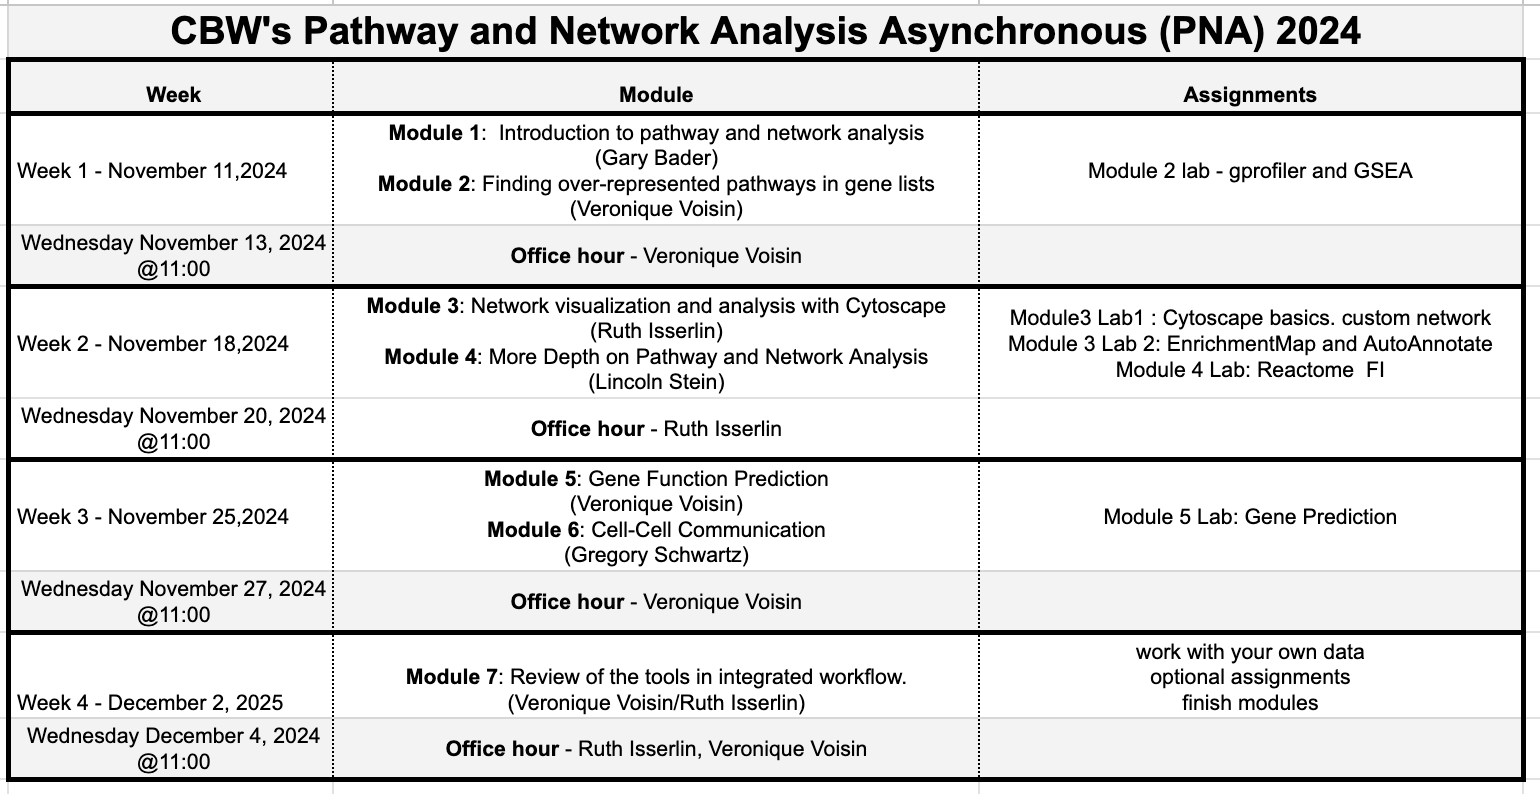 CBW's Pathway and Network Analysis Asynchronous (PNA) 2024
Week
Module
Assignments
Week 1 - November 11,2024
Module 1:  Introduction to pathway and network analysis
(Gary Bader)
Module 2: Finding over-represented pathways in gene lists
(Veronique Voisin)
Module 2 lab - gprofiler and GSEA
Wednesday November 13, 2024
@11:00
Office hour - Veronique Voisin
Week 2 - November 18,2024
Module 3: Network visualization and analysis with Cytoscape
(Ruth Isserlin)
Module 4: More Depth on Pathway and Network Analysis
(Lincoln Stein)
Module3 Lab1 : Cytoscape basics. custom network
Module 3 Lab 2: EnrichmentMap and AutoAnnotate
Module 4 Lab: Reactome  FI
Wednesday November 20, 2024
@11:00
Office hour - Ruth Isserlin
Week 3 - November 25,2024
Module 5: Gene Function Prediction
(Veronique Voisin)
Module 6: Cell-Cell Communication
(Gregory Schwartz)
Module 5 Lab: Gene Prediction
Wednesday November 27, 2024
@11:00
Office hour - Veronique Voisin
Week 4 - December 2, 2025
Module 7: Review of the tools in integrated workflow.
(Veronique Voisin/Ruth Isserlin)
work with your own data
optional assignments
finish modules
Wednesday December 4, 2024
@11:00
Office hour - Ruth Isserlin, Veronique Voisin